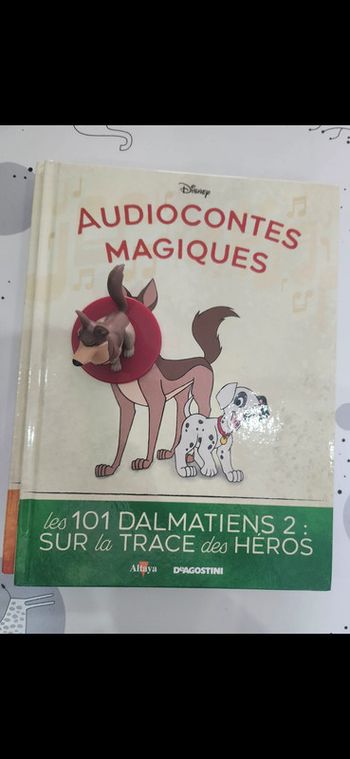 Disney
AUDIOCONTES
MAGIQUES
les 101 DALMATIENS 2 :
SUR la TRACE des HÉROS
Altaya
DeAGOSTINI